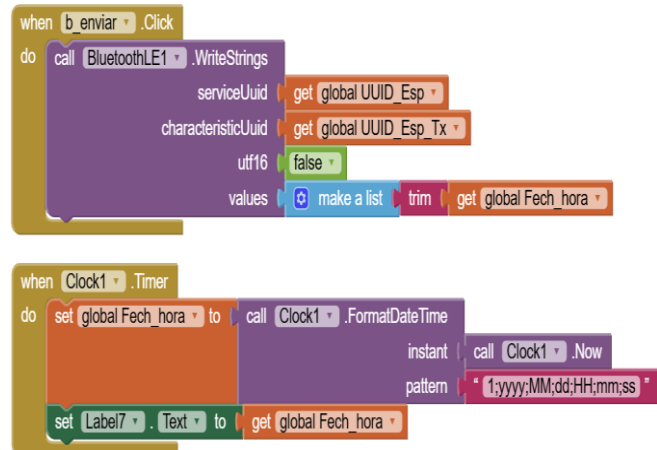 when b_enviar .Click
do call BluetoothLE1 .WriteStrings
serviceUuid get global UUID_Esp
characteristicUuid get global UUID_Esp_Tx
utf16 false
values make a list trim get global Fech_hora
when Clock1 .Timer
do set global Fech_hora to call Clock1 .FormatDateTime
instant call Clock1 .Now
pattern " 1;yyyy;MM;dd;HH;mm;ss "
set Label7 . Text to get global Fech_hora